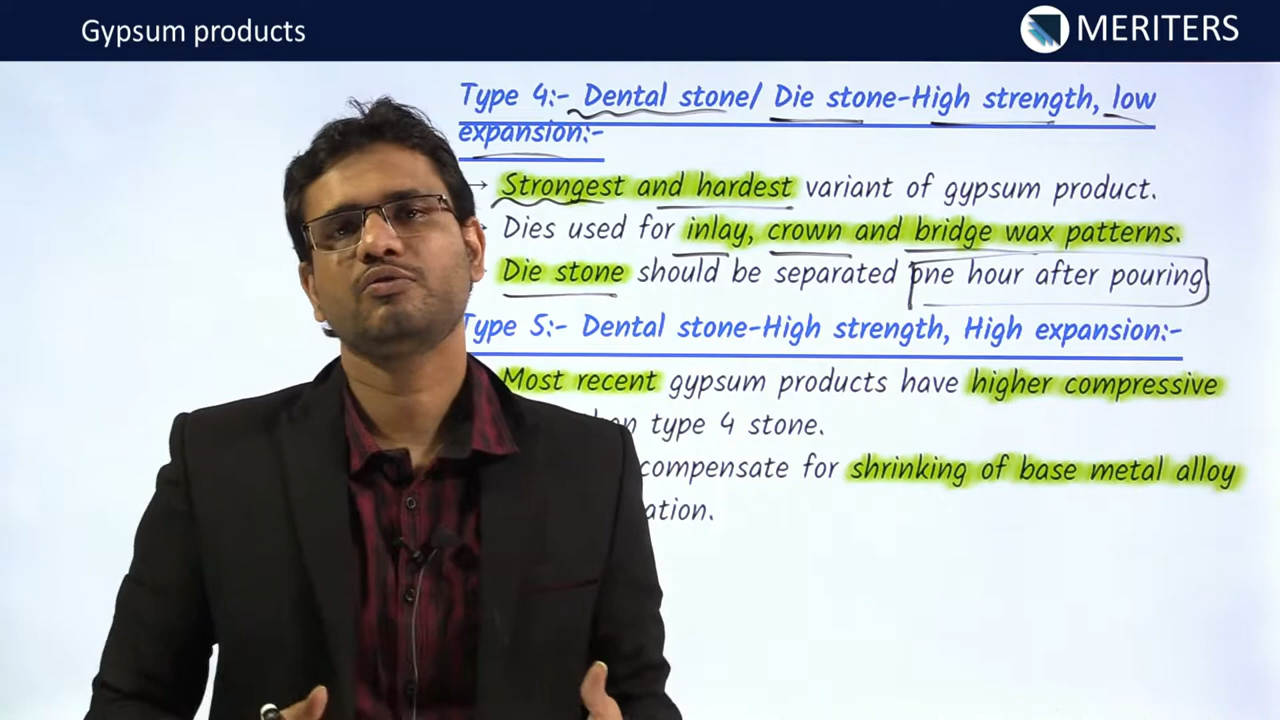 Gypsum products
MERITERS
Type 4:- Dental stone/ Die stone-High strength, low
expansion:-
→ Strongest and hardest variant of gypsum product.
Dies used for inlay, crown and bridge wax patterns.
Die stone should be separated one hour after pouring
Type 5:- Dental stone-High strength, High expansion:-
Most recent gypsum products have higher compressive
type 4 stone.
compensate for shrinking of base metal alloy